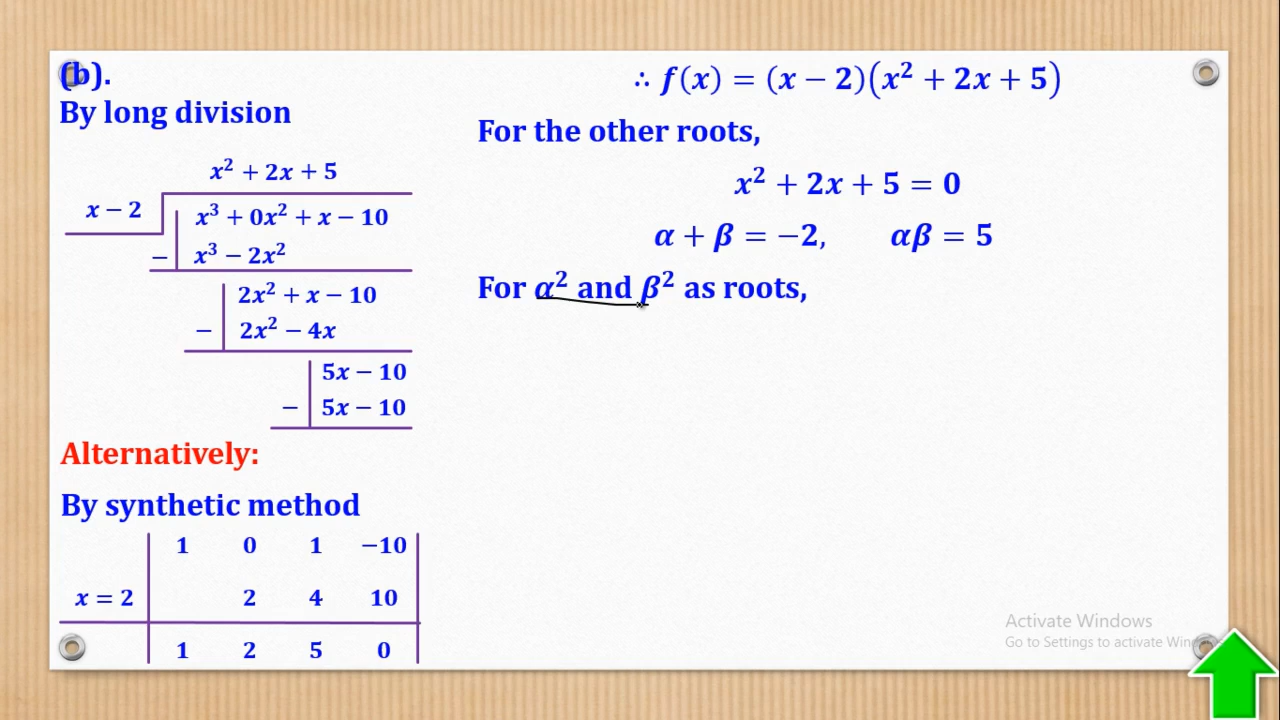 (b).
By long division
x² + 2x + 5
x − 2
x³ + 0x² + x − 10
− x³ − 2x²
2x² + x − 10
− 2x² − 4x
5x − 10
− 5x − 10
Alternatively:
By synthetic method
1 0 1 −10
x = 2 2 4 10
1 2 5 0
∴ f(x) = (x − 2)(x² + 2x + 5)
For the other roots,
x² + 2x + 5 = 0
α + β = −2, αβ = 5
For α² and β² as roots,
Activate Windows
Go to Settings to activate Windows.